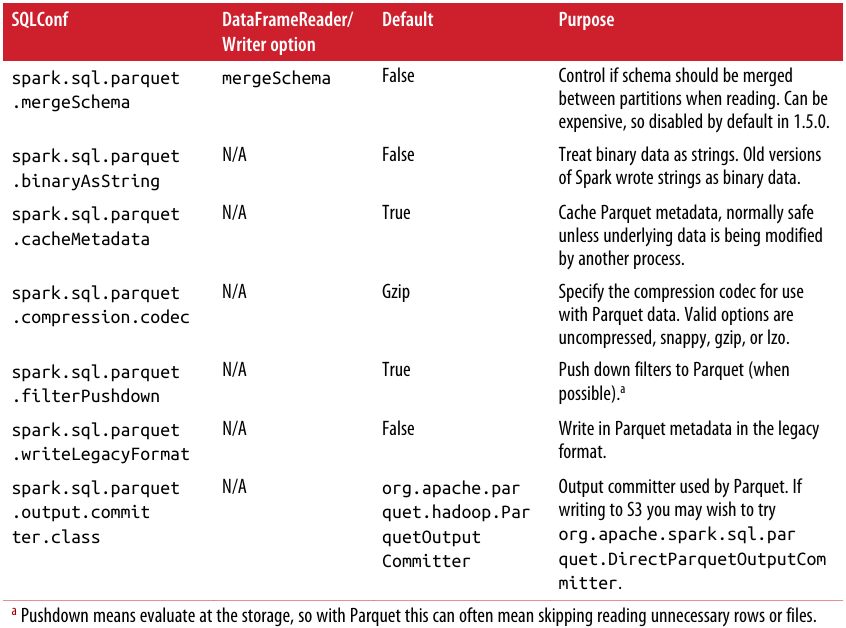 SQLConf DataFrameReader/ Default Purpose
Writer option
spark.sql.parquet mergeSchema False Control if schema should be merged
.mergeSchema between partitions when reading. Can be
expensive, so disabled by default in 1.5.0.
spark.sql.parquet N/A False Treat binary data as strings. Old versions
.binaryAsString of Spark wrote strings as binary data.
spark.sql.parquet N/A True Cache Parquet metadata, normally safe
.cacheMetadata unless underlying data is being modified
by another process.
spark.sql.parquet N/A Gzip Specify the compression codec for use
.compression.codec with Parquet data. Valid options are
uncompressed, snappy, gzip, or lzo.
spark.sql.parquet N/A True Push down filters to Parquet (when
.filterPushdown possible).a
spark.sql.parquet N/A False Write in Parquet metadata in the legacy
.writeLegacyFormat format.
spark.sql.parquet N/A org.apache.par Output committer used by Parquet. If
.output.commit quet.hadoop.Par writing to S3 you may wish to try
ter.class quetOutput org.apache.spark.sql.par
Committer quet.DirectParquetOutputCom
mitter.
a Pushdown means evaluate at the storage, so with Parquet this can often mean skipping reading unnecessary rows or files.